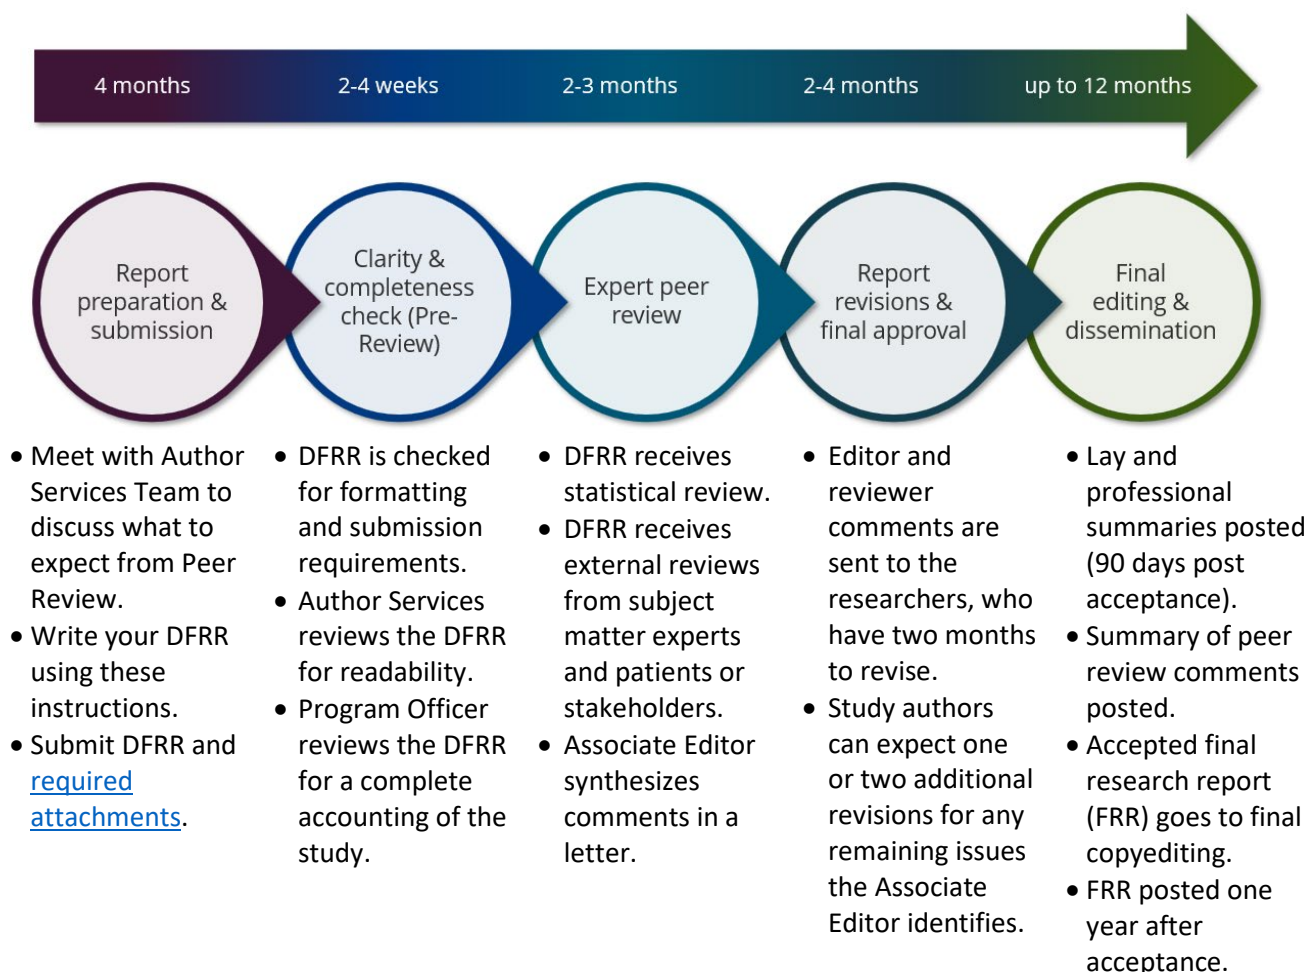 4 months
2-4 weeks
2-3 months
2-4 months
up to 12 months
Report
preparation &
submission
Clarity &
completeness
check (Pre-
Review)
Expert peer
review
Report
revisions &
final approval
Final
editing &
dissemination
• Meet with Author
Services Team to
discuss what to
expect from Peer
Review.
• Write your DFRR
using these
instructions.
• Submit DFRR and
required
attachments.
• DFRR is checked
for formatting
and submission
requirements.
• Author Services
reviews the DFRR
for readability.
• Program Officer
reviews the DFRR
for a complete
accounting of the
study.
• DFRR receives
statistical review.
• DFRR receives
external reviews
from subject
matter experts
and patients or
stakeholders.
• Associate Editor
synthesizes
comments in a
letter.
• Editor and
reviewer
comments are
sent to the
researchers, who
have two months
to revise.
• Study authors
can expect one
or two additional
revisions for any
remaining issues
the Associate
Editor identifies.
• Lay and
professional
summaries posted
(90 days post
acceptance).
• Summary of peer
review comments
posted.
• Accepted final
research report
(FRR) goes to final
copyediting.
• FRR posted one
year after
acceptance.